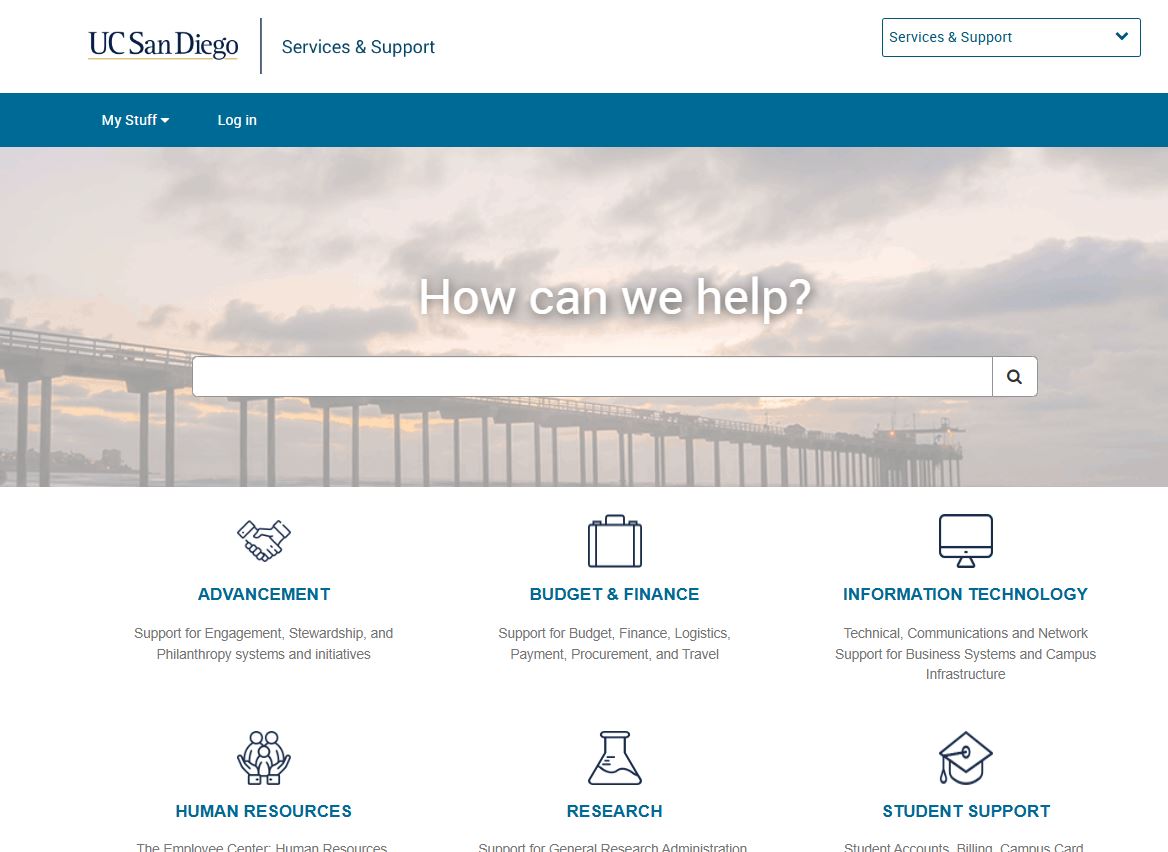 UC San Diego
Services & Support
Services & Support
My Stuff
Log in
How can we help?
ADVANCEMENT
Support for Engagement, Stewardship, and
Philanthropy systems and initiatives
BUDGET & FINANCE
Support for Budget, Finance, Logistics,
Payment, Procurement, and Travel
INFORMATION TECHNOLOGY
Technical, Communications and Network
Support for Business Systems and Campus
Infrastructure
HUMAN RESOURCES
The Employee Center: Human Resources
RESEARCH
Support for General Research Administration
STUDENT SUPPORT
Student Accounts, Billing, Campus Card